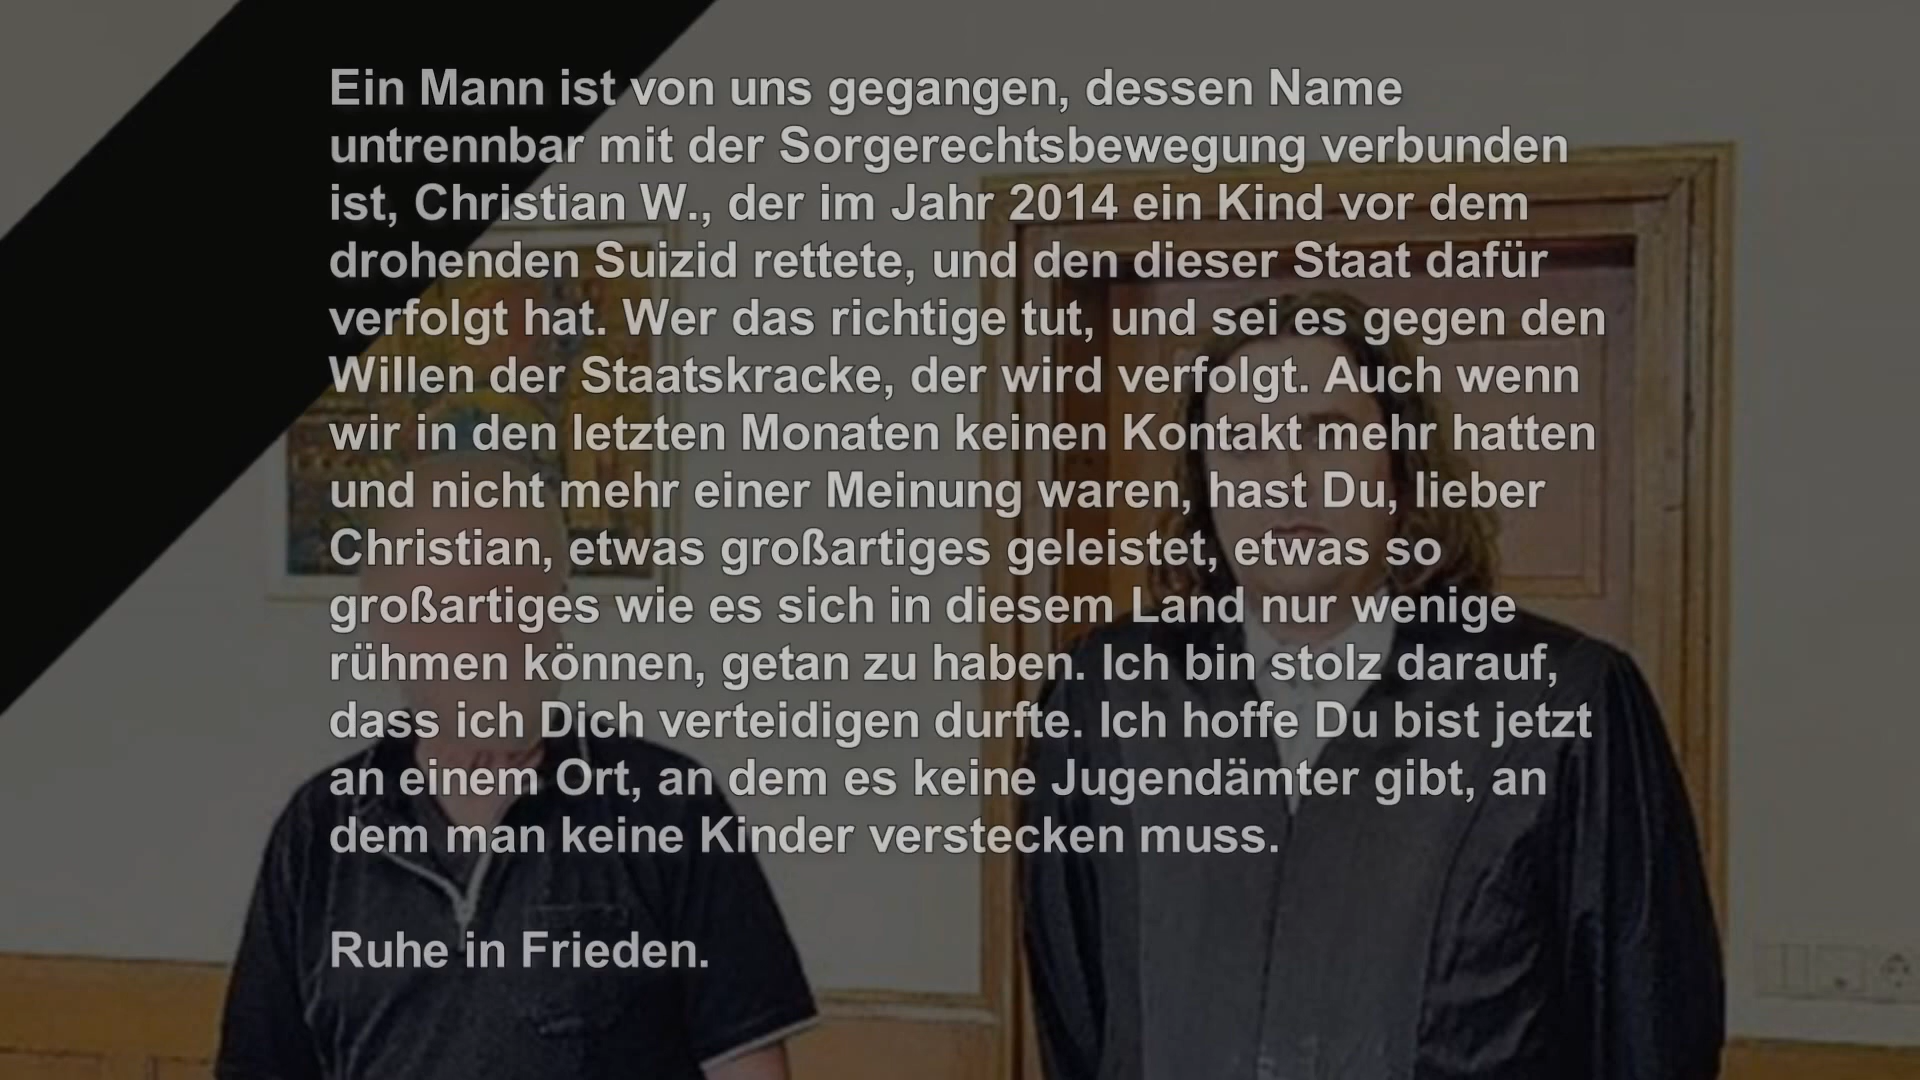 Ein Mann ist von uns gegangen, dessen Name
untrennbar mit der Sorgerechtsbewegung verbunden
ist, Christian W., der im Jahr 2014 ein Kind vor dem
drohenden Suizid rettete, und den dieser Staat dafür
verfolgt hat. Wer das richtige tut, und sei es gegen den
Willen der Staatskracke, der wird verfolgt. Auch wenn
wir in den letzten Monaten keinen Kontakt mehr hatten
und nicht mehr einer Meinung waren, hast Du, lieber
Christian, etwas großartiges geleistet, etwas so
großartiges wie es sich in diesem Land nur wenige
rühmen können, getan zu haben. Ich bin stolz darauf,
dass ich Dich verteidigen durfte. Ich hoffe Du bist jetzt
an einem Ort, an dem es keine Jugendämter gibt, an
dem man keine Kinder verstecken muss.
Ruhe in Frieden.